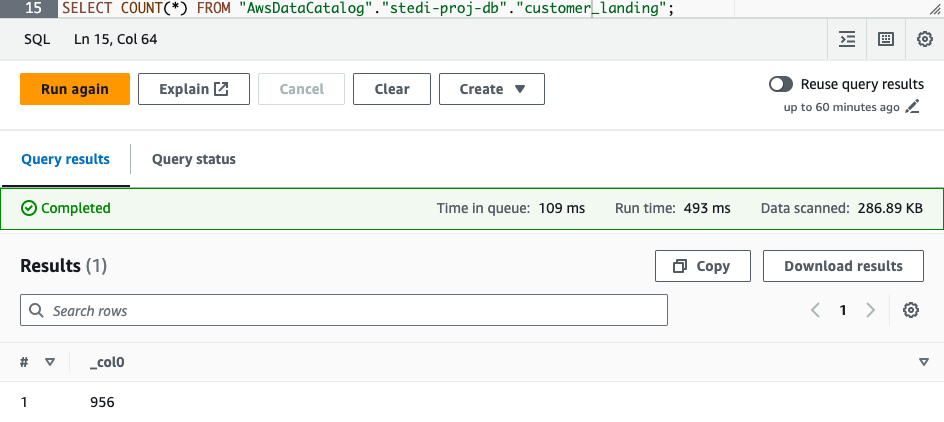 15 SELECT COUNT(*) FROM "AwsDataCatalog"."stedi-proj-db"."customer_landing";
SQL Ln 15, Col 64
Run again Explain Cancel Clear Create Reuse query results
up to 60 minutes ago
Query results Query status
Completed Time in queue: 109 ms Run time: 493 ms Data scanned: 286.89 KB
Results (1) Copy Download results
Search rows 1
# _col0
1 956